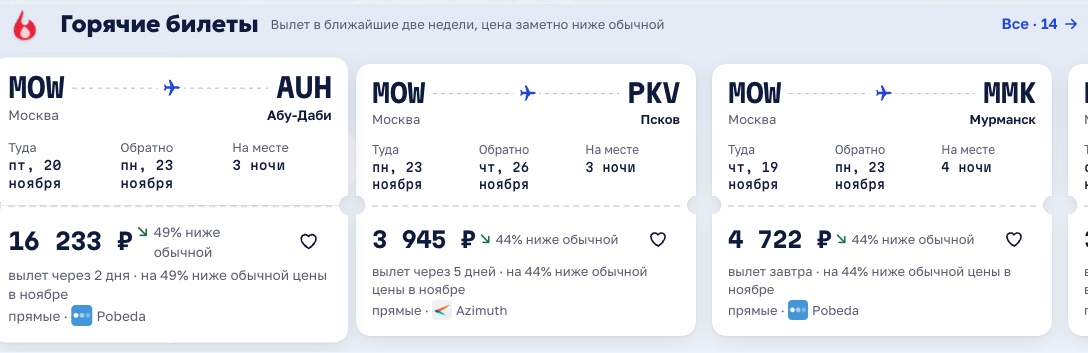 Горячие билеты Вылет в ближайшие две недели, цена заметно ниже обычной Все · 14 →
MOW AUH
Москва Абу-Даби
Туда Обратно На месте
пт, 20 ноября пн, 23 ноября 3 ночи
16 233 ₽ 49% ниже обычной
вылет через 2 дня · на 49% ниже обычной цены
в ноябре
прямые · Pobeda
MOW PKV
Москва Псков
Туда Обратно На месте
пн, 23 ноября чт, 26 ноября 3 ночи
3 945 ₽ 44% ниже обычной
вылет через 5 дней · на 44% ниже обычной
цены в ноябре
прямые · Azimuth
MOW MMK
Москва Мурманск
Туда Обратно На месте
чт, 19 ноября пн, 23 ноября 4 ночи
4 722 ₽ 44% ниже обычной
вылет завтра · на 44% ниже обычной цены в
ноябре
прямые · Pobeda